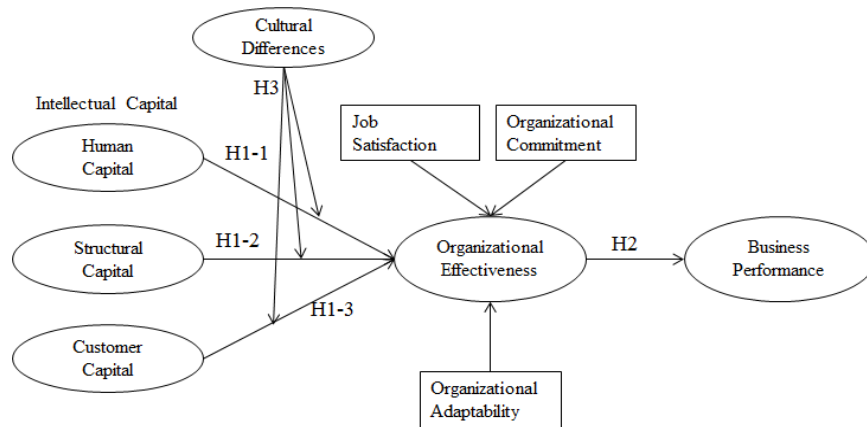 Cultural
Differences
H3
Intellectual Capital
Human
Capital
H1-1
Job
Satisfaction
Organizational
Commitment
Structural
Capital
H1-2
Organizational
Effectiveness
H2
Business
Performance
H1-3
Customer
Capital
Organizational
Adaptability